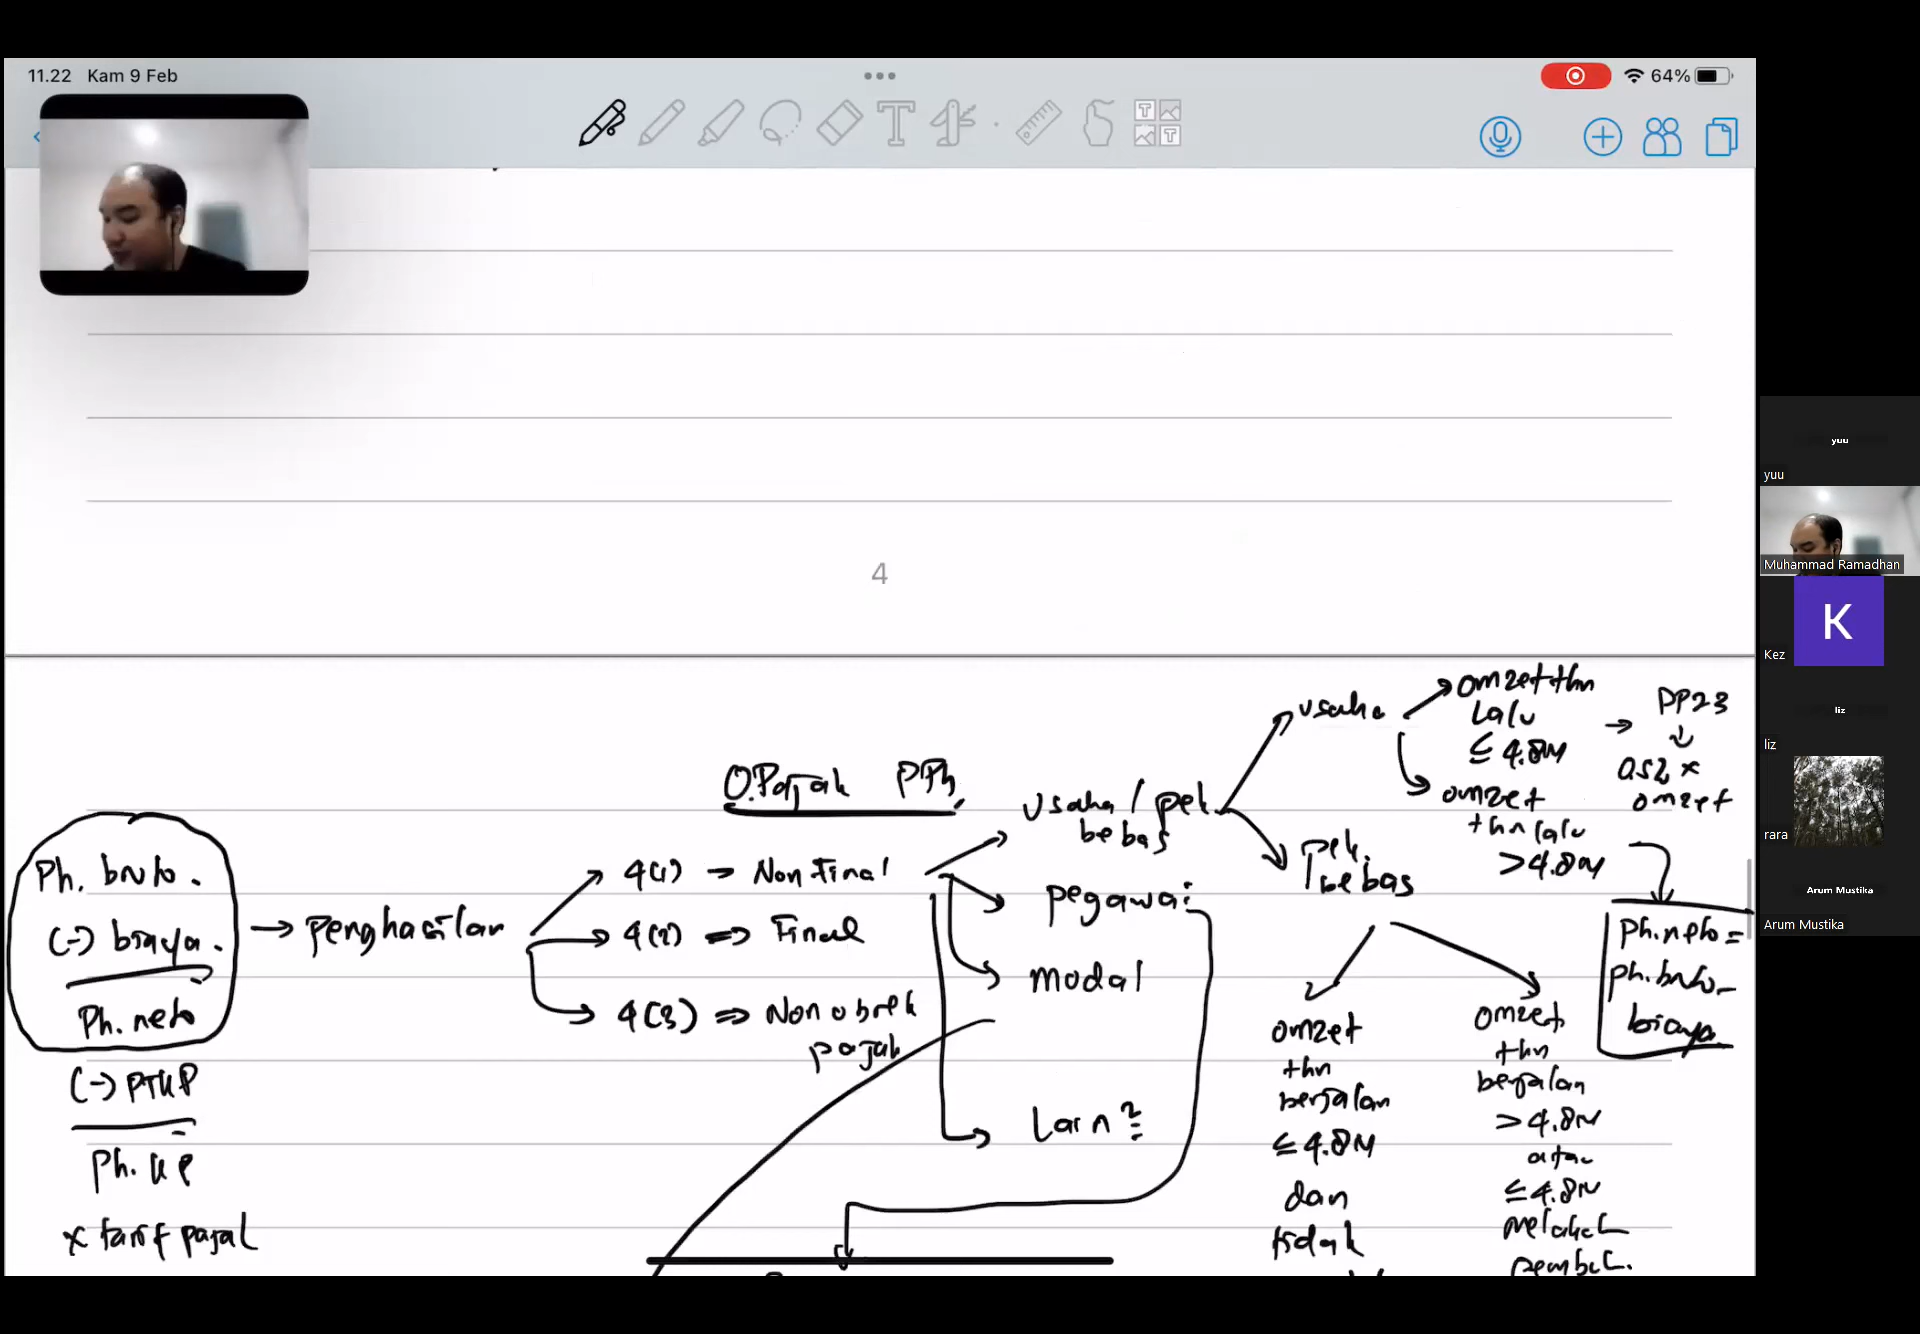 11.22 Kam 9 Feb
64%
4
O.Pajak PPh.
Ph. bruto.
(-) biaya.
Ph. neto
(-) PTKP
Ph. KP
x tarif pajak
→ Penghasilan
4(1) → Non Final
4(2) ⇒ Final
4(3) ⇒ Non obrek
pajak
Usaha / pek.
bebas
pegawai
modal
Lain²
usaha
omzet thn
lalu
≤ 4.8M
→ PP23
↓
0.5% x
omzet
omzet
thn lalu
>4.8M
Ph.neto =
ph.bruto -
biaya
Pek.
bebas
omzet
thn
berjalan
≤4.8M
dan
tidak
omzet
thn
berjalan
>4.8M
atau
≤4.8M
melakuk
pembuk.
yuu
yuu
Muhammad Ramadhan
K
Kez
liz
liz
rara
Arum Mustika
Arum Mustika